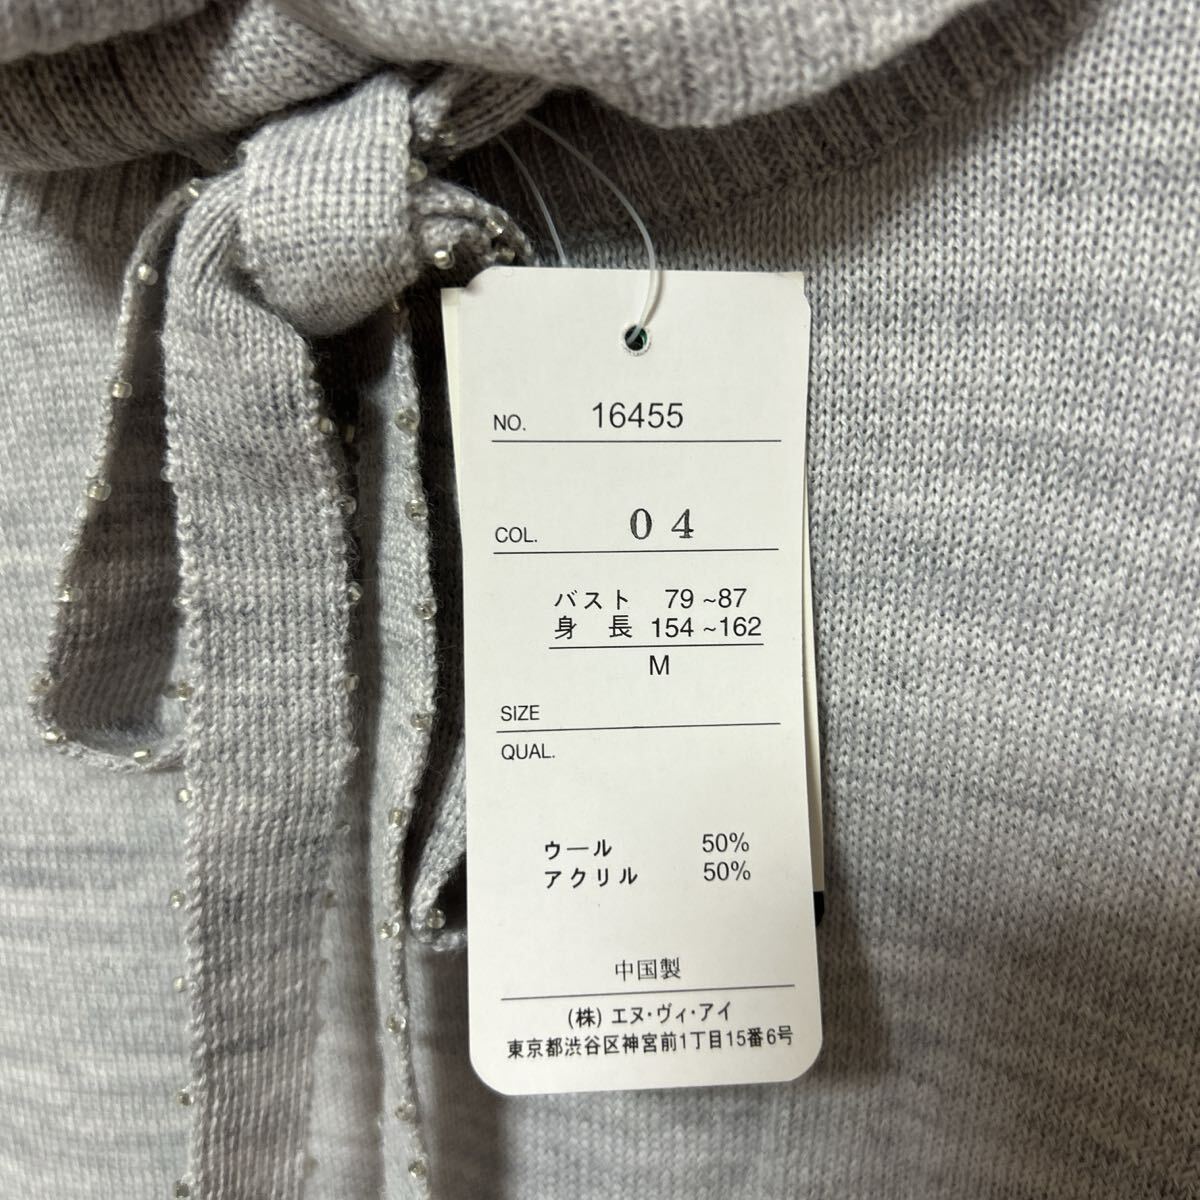 NO. 16455
COL. 04
バスト 79~87
身 長 154~162
M
SIZE
QUAL.
ウール 50%
アクリル 50%
中国製
(株) エヌ・ヴィ・アイ
東京都渋谷区神宮前1丁目15番6号